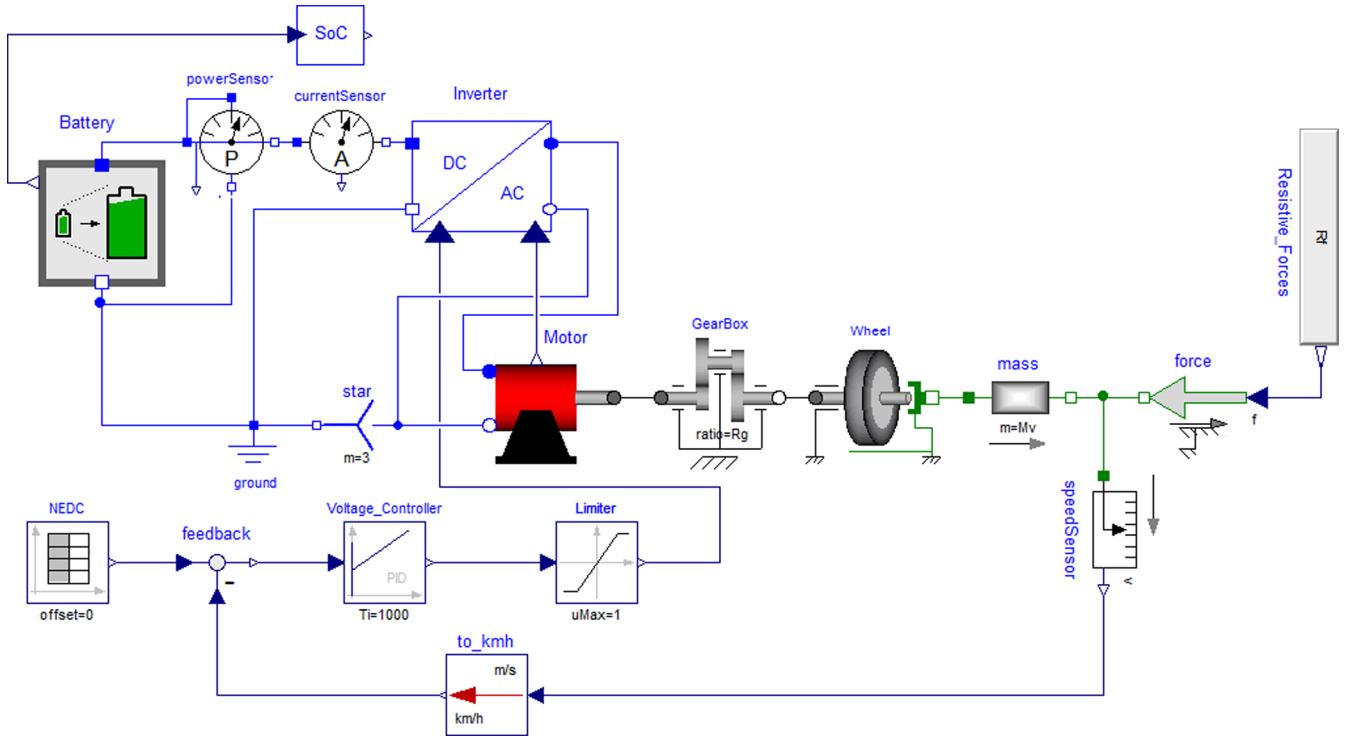 SoC
powerSensor
currentSensor
Inverter
Battery
P
A
DC
AC
Resistive_Forces
Rf
Motor
GearBox
Wheel
mass
force
star
ratio=Rg
m=Mv
f
m=3
ground
NEDC
feedback
Voltage_Controller
Limiter
speedSensor
PID
-
v
offset=0
Ti=1000
uMax=1
to_kmh
m/s
km/h